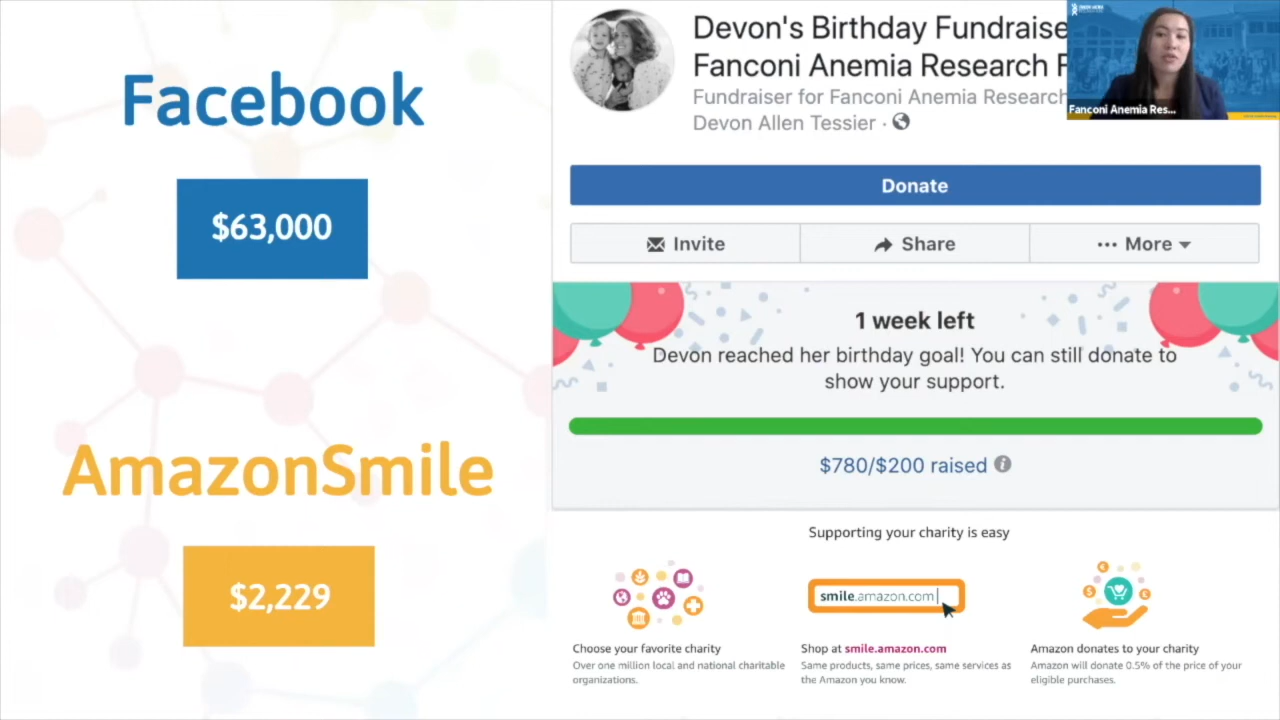 Facebook
$63,000
AmazonSmile
$2,229
Devon's Birthday Fundraise
Fanconi Anemia Research F
Fundraiser for Fanconi Anemia Research
Devon Allen Tessier ·
Donate
Invite
Share
··· More
1 week left
Devon reached her birthday goal! You can still donate to
show your support.
$780/$200 raised
Fanconi Anemia Res...
Supporting your charity is easy
smile.amazon.com
Choose your favorite charity
Over one million local and national charitable
organizations.
Shop at smile.amazon.com
Same products, same prices, same services as
the Amazon you know.
Amazon donates to your charity
Amazon will donate 0.5% of the price of your
eligible purchases.